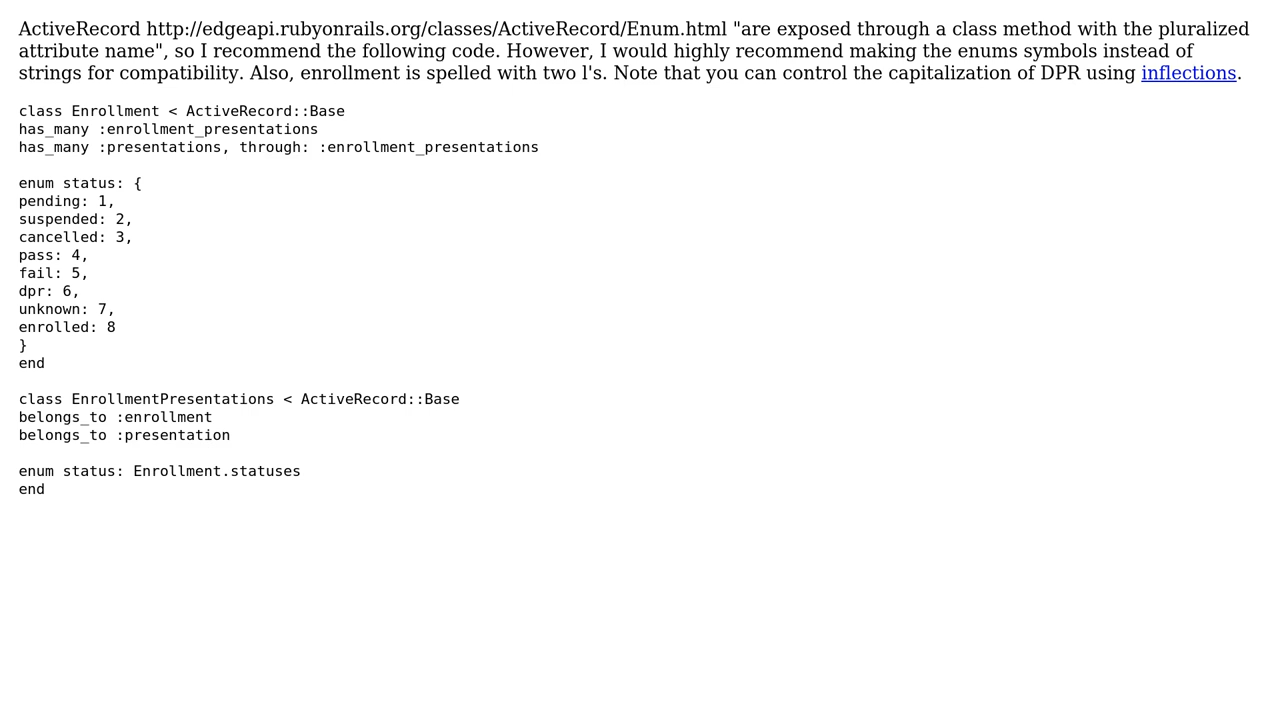 ActiveRecord http://edgeapi.rubyonrails.org/classes/ActiveRecord/Enum.html "are exposed through a class method with the pluralized
attribute name", so I recommend the following code. However, I would highly recommend making the enums symbols instead of
strings for compatibility. Also, enrollment is spelled with two l's. Note that you can control the capitalization of DPR using inflections.
class Enrollment < ActiveRecord::Base
has_many :enrollment_presentations
has_many :presentations, through: :enrollment_presentations
enum status: {
pending: 1,
suspended: 2,
cancelled: 3,
pass: 4,
fail: 5,
dpr: 6,
unknown: 7,
enrolled: 8
}
end
class EnrollmentPresentations < ActiveRecord::Base
belongs_to :enrollment
belongs_to :presentation
enum status: Enrollment.statuses
end